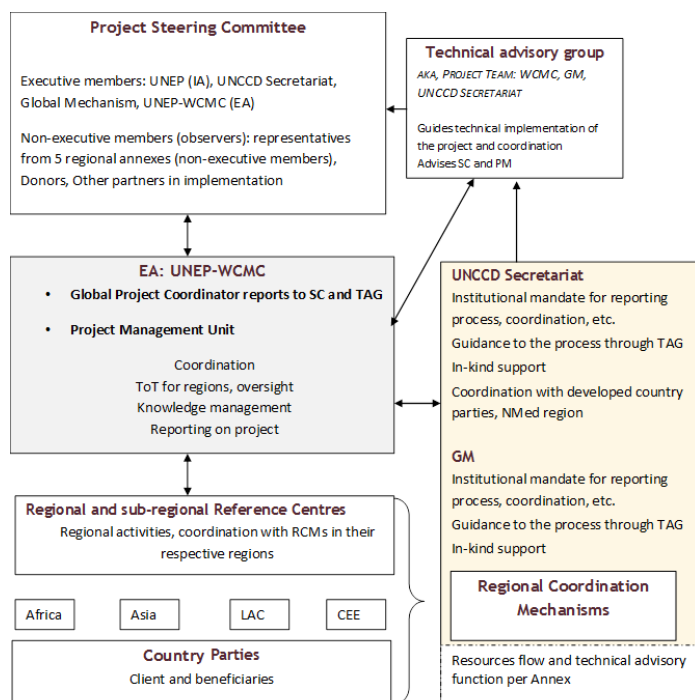 Project Steering Committee
Executive members: UNEP (IA), UNCCD Secretariat,
Global Mechanism, UNEP-WCMC (EA)
Non-executive members (observers): representatives
from 5 regional annexes (non-executive members),
Donors, Other partners in implementation
Technical advisory group
AKA, PROJECT TEAM: WCMC, GM,
UNCCD SECRETARIAT
Guides technical implementation of
the project and coordination
Advises SC and PM
EA: UNEP-WCMC
• Global Project Coordinator reports to SC and TAG
• Project Management Unit
Coordination
ToT for regions, oversight
Knowledge management
Reporting on project
UNCCD Secretariat
Institutional mandate for reporting
process, coordination, etc.
Guidance to the process through TAG
In-kind support
Coordination with developed country
parties, NMed region
GM
Institutional mandate for reporting
process, coordination, etc.
Guidance to the process through TAG
In-kind support
Regional Coordination
Mechanisms
Resources flow and technical advisory
function per Annex
Regional and sub-regional Reference Centres
Regional activities, coordination with RCMs in their
respective regions
Africa
Asia
LAC
CEE
Country Parties
Client and beneficiaries